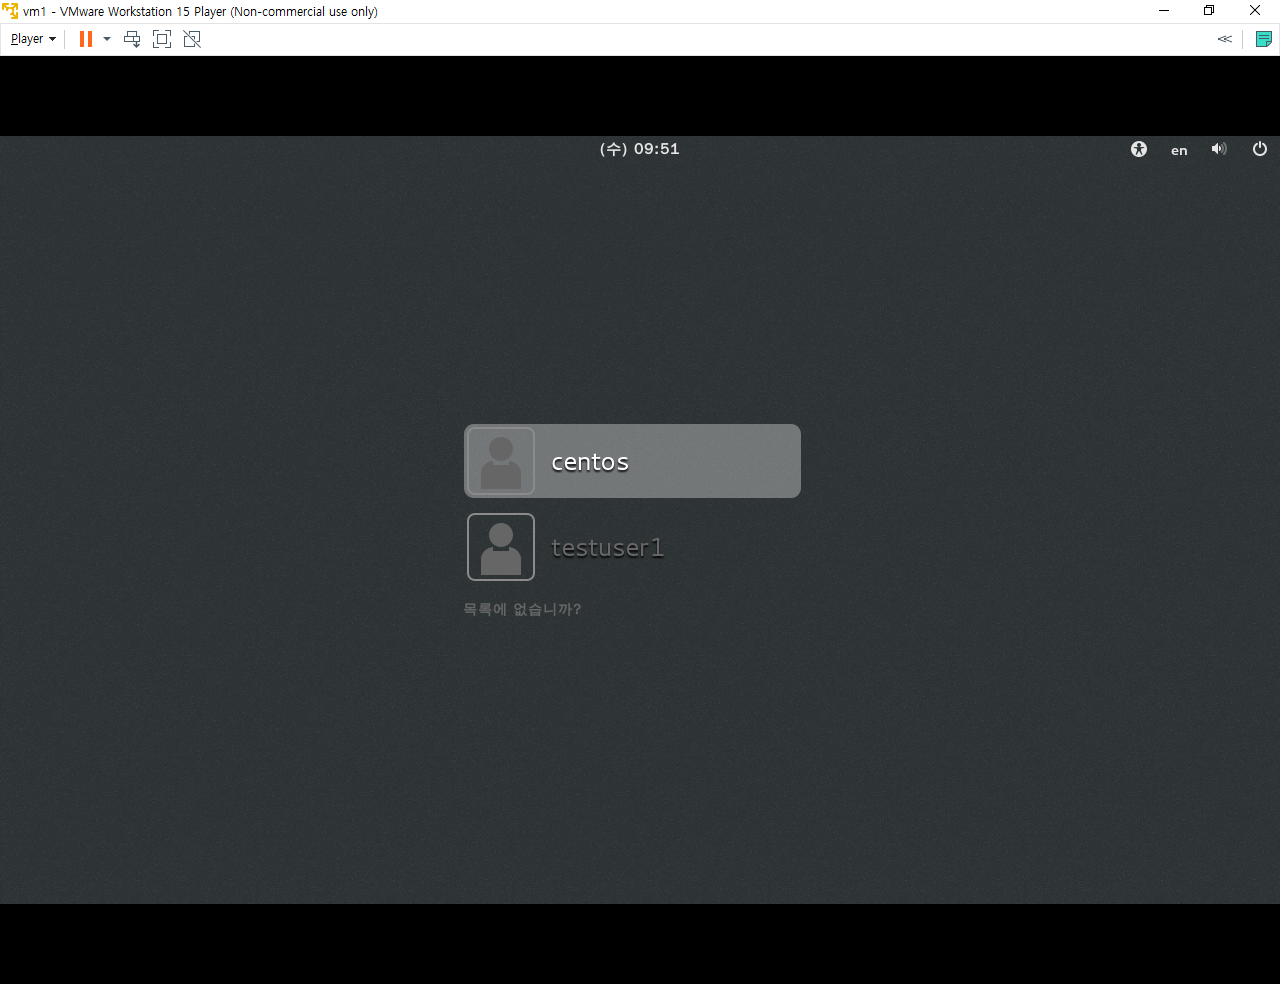 vm1 - VMware Workstation 15 Player (Non-commercial use only)
Player
(수) 09:51
en
centos
testuser1
목록에 없습니까?